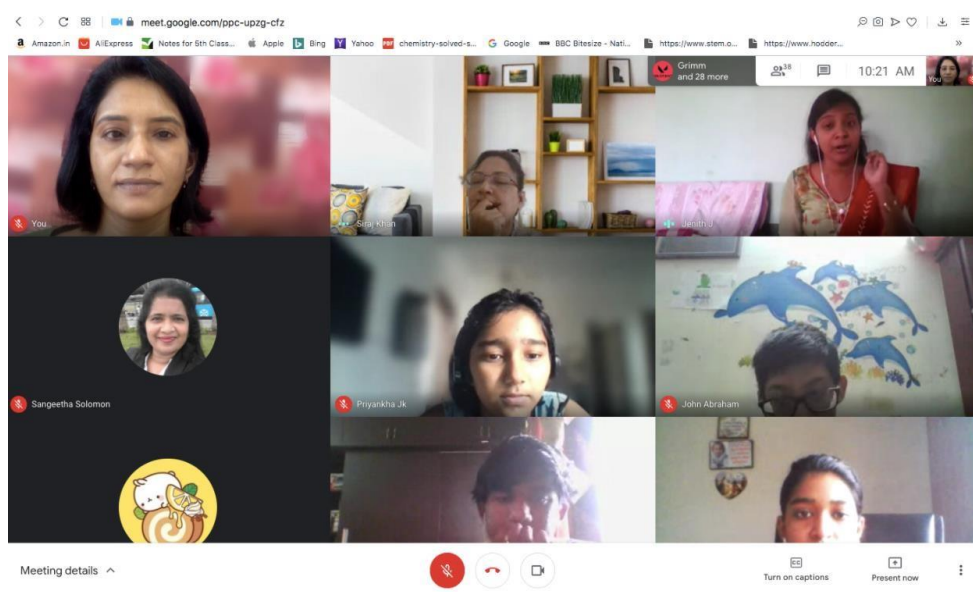 meet.google.com/ppc-upzg-cfz
Amazon.in AliExpress Notes for 5th Class... Apple Bing Yahoo PDF chemistry-solved-s... Google BBC Bitesize - Nati... https://www.stem.o... https://www.hodder... »
Grimm
and 28 more
38
10:21 AM
You
You
Siraj Khan
Jenith J
Sangeetha Solomon
Priyankha Jk
John Abraham
Meeting details
CC
Turn on captions
Present now